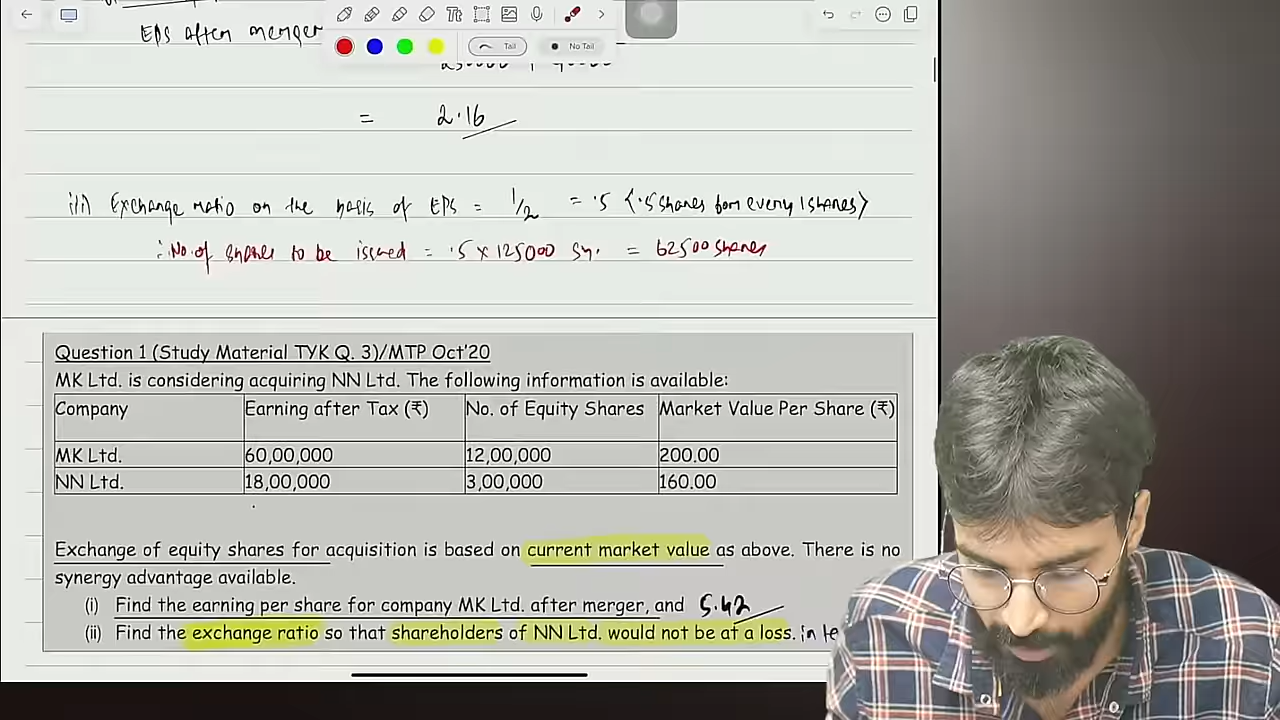 EPS after merger
Tt
Tail
No Tail
= 2.16
iii) Exchange ratio on the basis of EPS = 1/2 = .5 {.5 shares for every 1 shares}
∴ No. of shares to be issued = .5 x 125000 sh. = 62500 shares
Question 1 (Study Material TYK Q. 3)/MTP Oct'20
MK Ltd. is considering acquiring NN Ltd. The following information is available:
Company Earning after Tax (₹) No. of Equity Shares Market Value Per Share (₹)
MK Ltd. 60,00,000 12,00,000 200.00
NN Ltd. 18,00,000 3,00,000 160.00
Exchange of equity shares for acquisition is based on current market value as above. There is no
synergy advantage available.
(i) Find the earning per share for company MK Ltd. after merger, and 5.42
(ii) Find the exchange ratio so that shareholders of NN Ltd. would not be at a loss. in